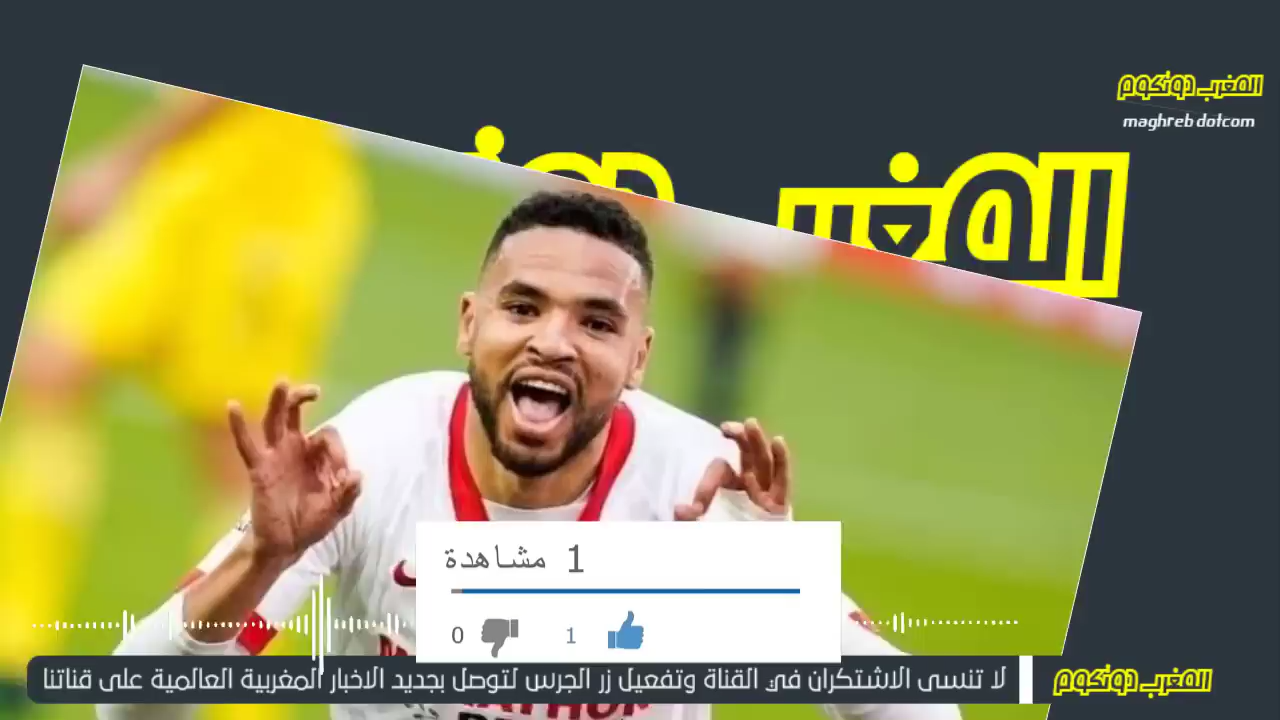 المغرب دوتكوم
maghreb dotcom
1 مشاهدة
0
1
لا تنسى الاشتكران في القناة وتفعيل زر الجرس لتوصل بجديد الاخبار المغربية العالمية على قناتنا
المغرب دوتكوم